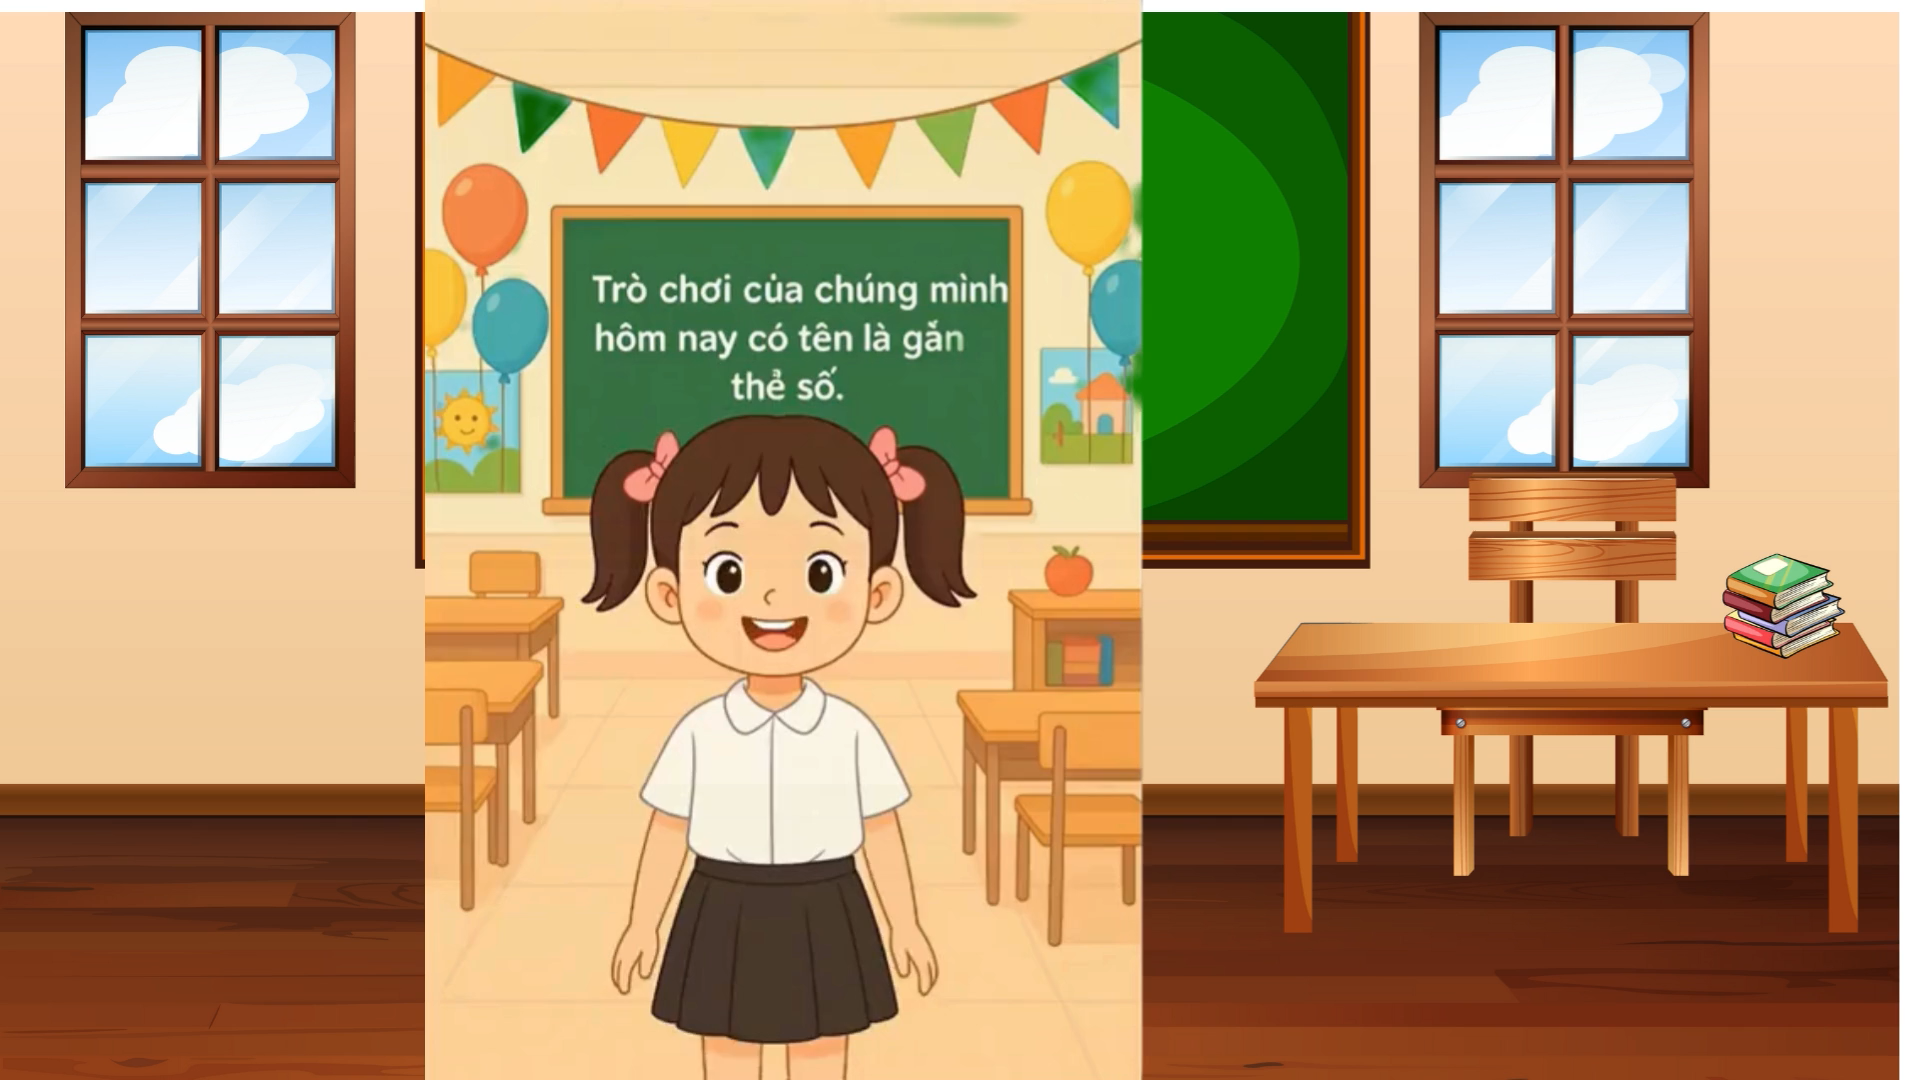 Trò chơi của chúng mình
hôm nay có tên là gắn
thẻ số.